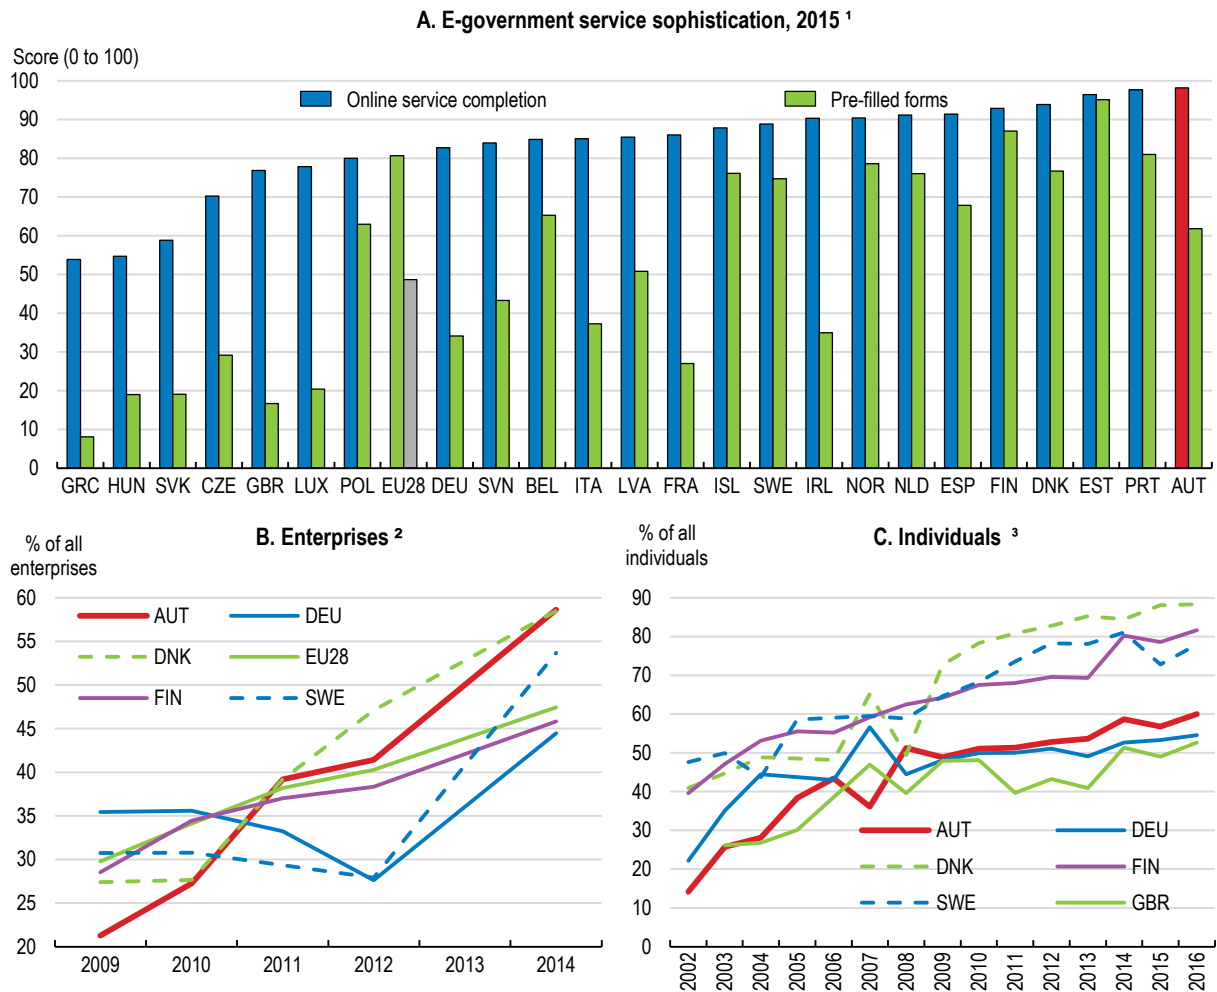 A. E-government service sophistication, 2015 ¹
Score (0 to 100)
Online service completion
Pre-filled forms
100
90
80
70
60
50
40
30
20
10
0
GRC HUN SVK CZE GBR LUX POL EU28 DEU SVN BEL ITA LVA FRA ISL SWE IRL NOR NLD ESP FIN DNK EST PRT AUT
B. Enterprises ²
% of all
enterprises
AUT DEU
DNK EU28
FIN SWE
60
55
50
45
40
35
30
25
20
2009 2010 2011 2012 2013 2014
C. Individuals ³
% of all
individuals
90
80
70
60
50
40
30
20
10
0
AUT DEU
DNK FIN
SWE GBR
2002 2003 2004 2005 2006 2007 2008 2009 2010 2011 2012 2013 2014 2015 2016